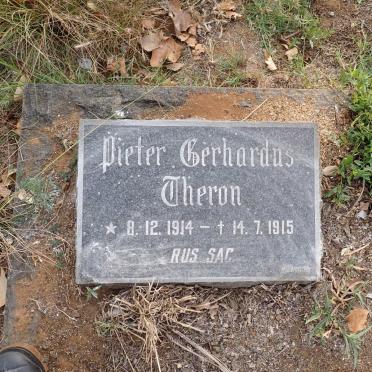 Pieter Gerhardus
Theron
* 8. 12. 1914 – † 14. 7. 1915
RUS SAG